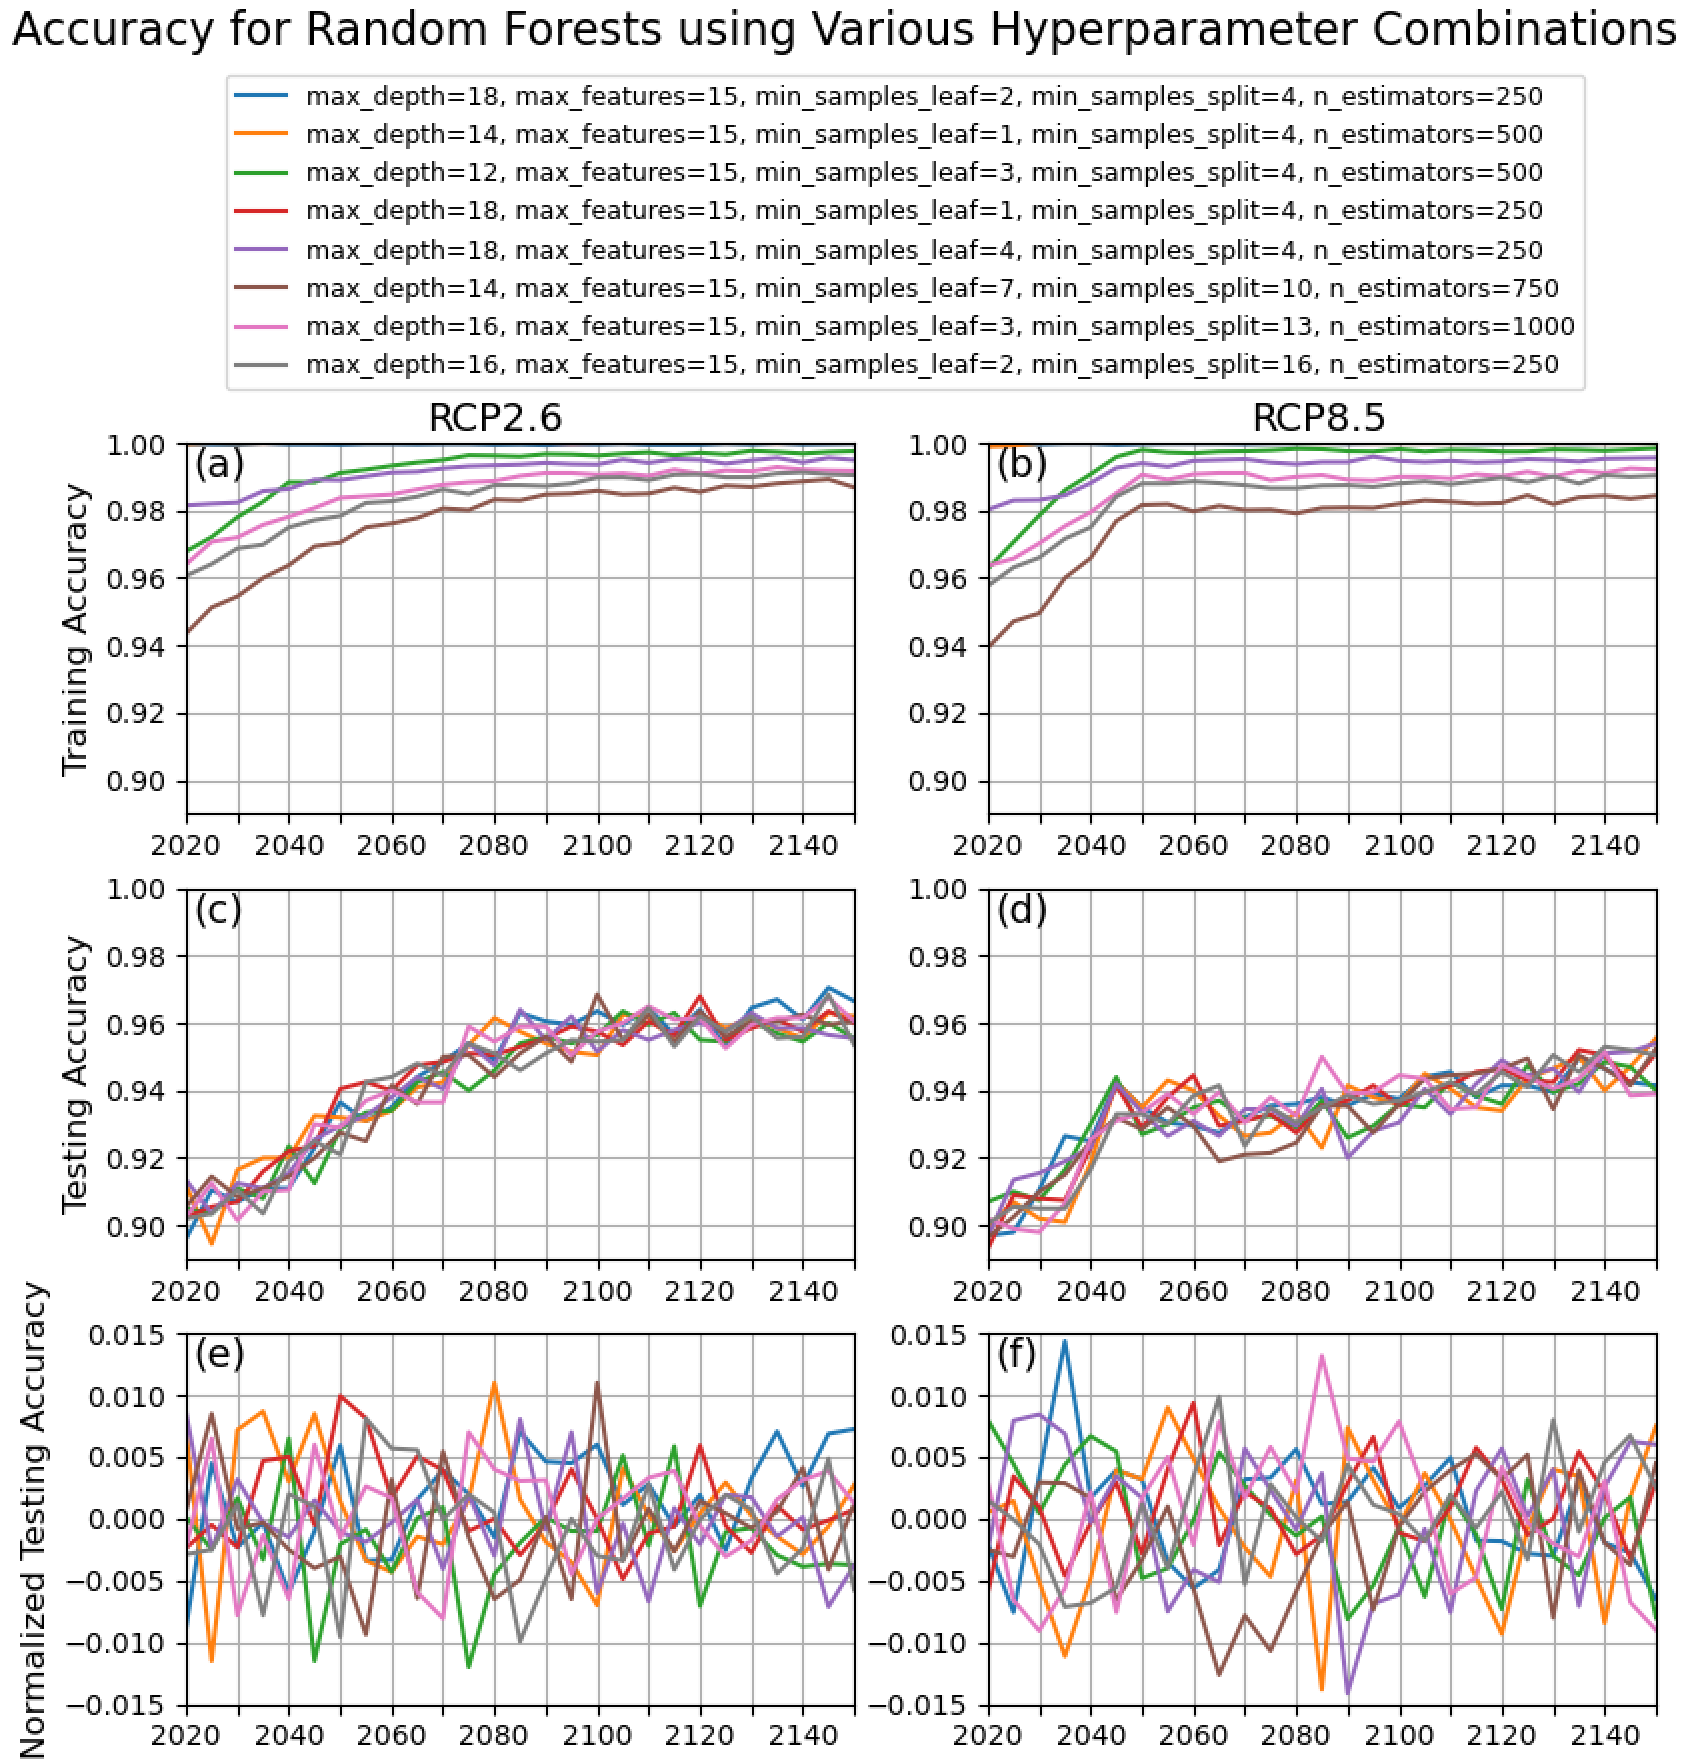 Accuracy for Random Forests using Various Hyperparameter Combinations
max_depth=18, max_features=15, min_samples_leaf=2, min_samples_split=4, n_estimators=250
max_depth=14, max_features=15, min_samples_leaf=1, min_samples_split=4, n_estimators=500
max_depth=12, max_features=15, min_samples_leaf=3, min_samples_split=4, n_estimators=500
max_depth=18, max_features=15, min_samples_leaf=1, min_samples_split=4, n_estimators=250
max_depth=18, max_features=15, min_samples_leaf=4, min_samples_split=4, n_estimators=250
max_depth=14, max_features=15, min_samples_leaf=7, min_samples_split=10, n_estimators=750
max_depth=16, max_features=15, min_samples_leaf=3, min_samples_split=13, n_estimators=1000
max_depth=16, max_features=15, min_samples_leaf=2, min_samples_split=16, n_estimators=250
RCP2.6
(a)
Training Accuracy
1.00
0.98
0.96
0.94
0.92
0.90
2020 2040 2060 2080 2100 2120 2140
RCP8.5
(b)
1.00
0.98
0.96
0.94
0.92
0.90
2020 2040 2060 2080 2100 2120 2140
(c)
Testing Accuracy
1.00
0.98
0.96
0.94
0.92
0.90
2020 2040 2060 2080 2100 2120 2140
(d)
1.00
0.98
0.96
0.94
0.92
0.90
2020 2040 2060 2080 2100 2120 2140
(e)
Normalized Testing Accuracy
0.015
0.010
0.005
0.000
−0.005
−0.010
−0.015
2020 2040 2060 2080 2100 2120 2140
(f)
0.015
0.010
0.005
0.000
−0.005
−0.010
−0.015
2020 2040 2060 2080 2100 2120 2140